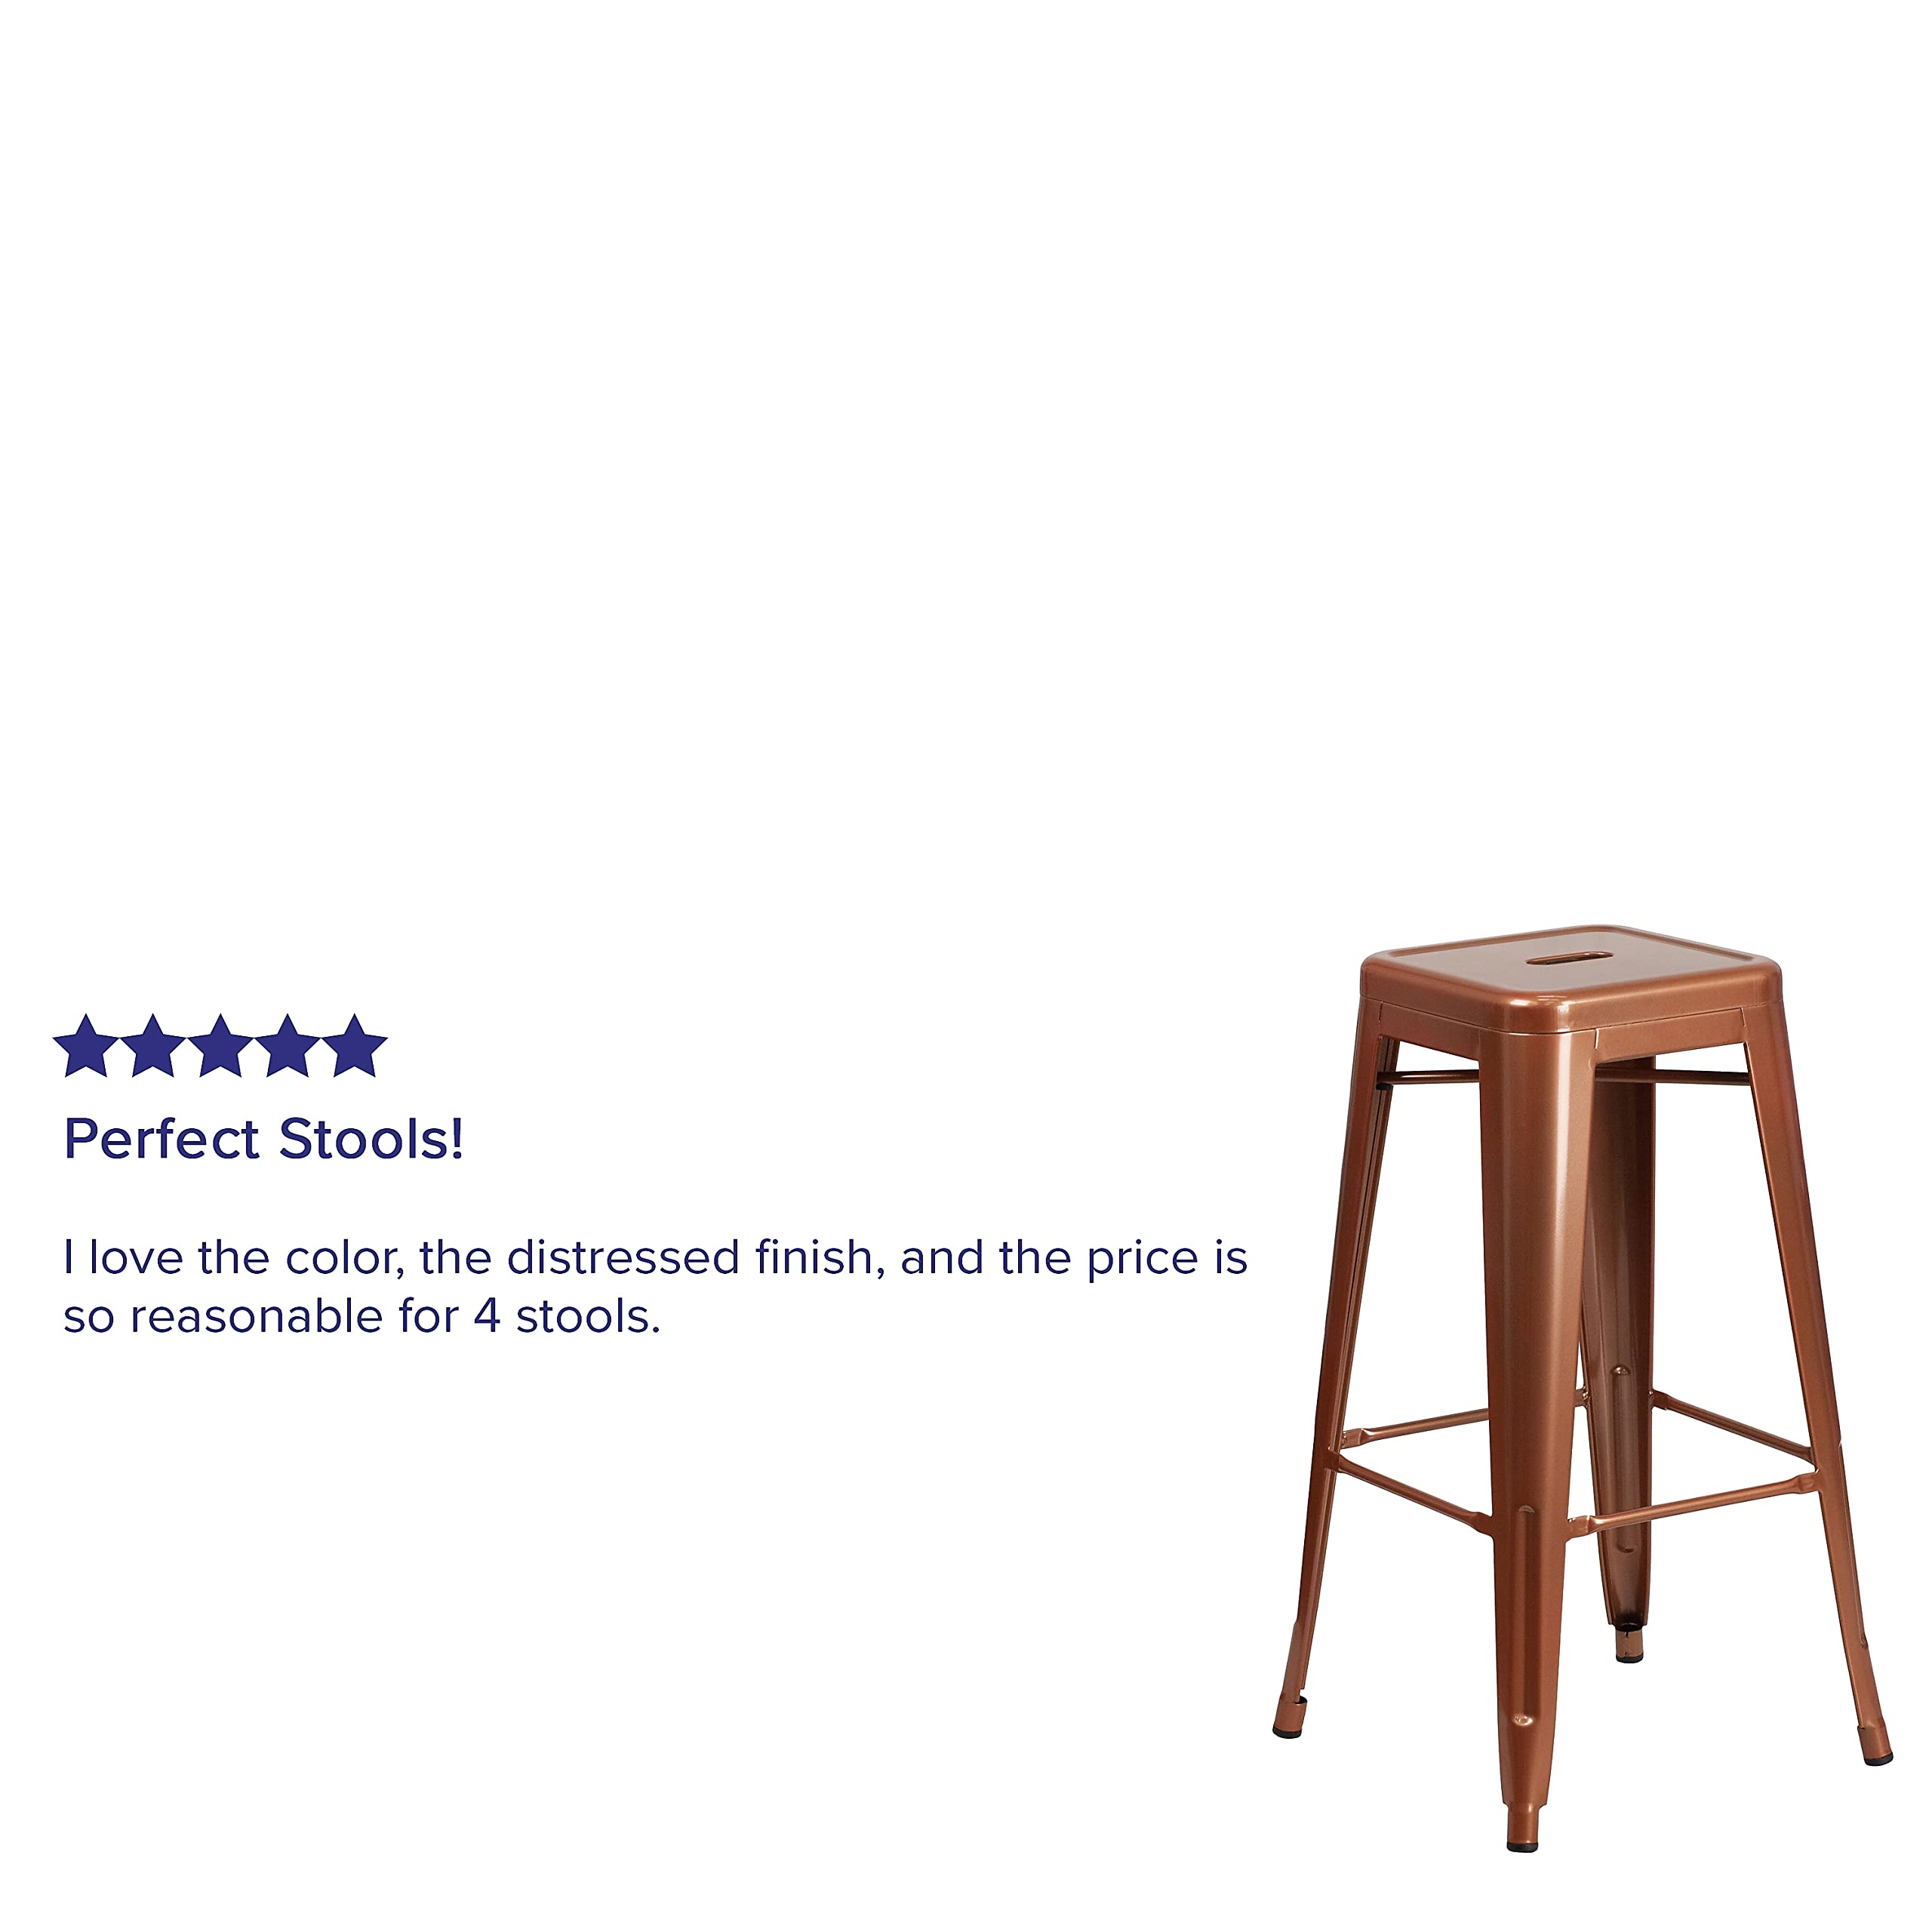 Perfect Stools!
I love the color, the distressed finish, and the price is
so reasonable for 4 stools.